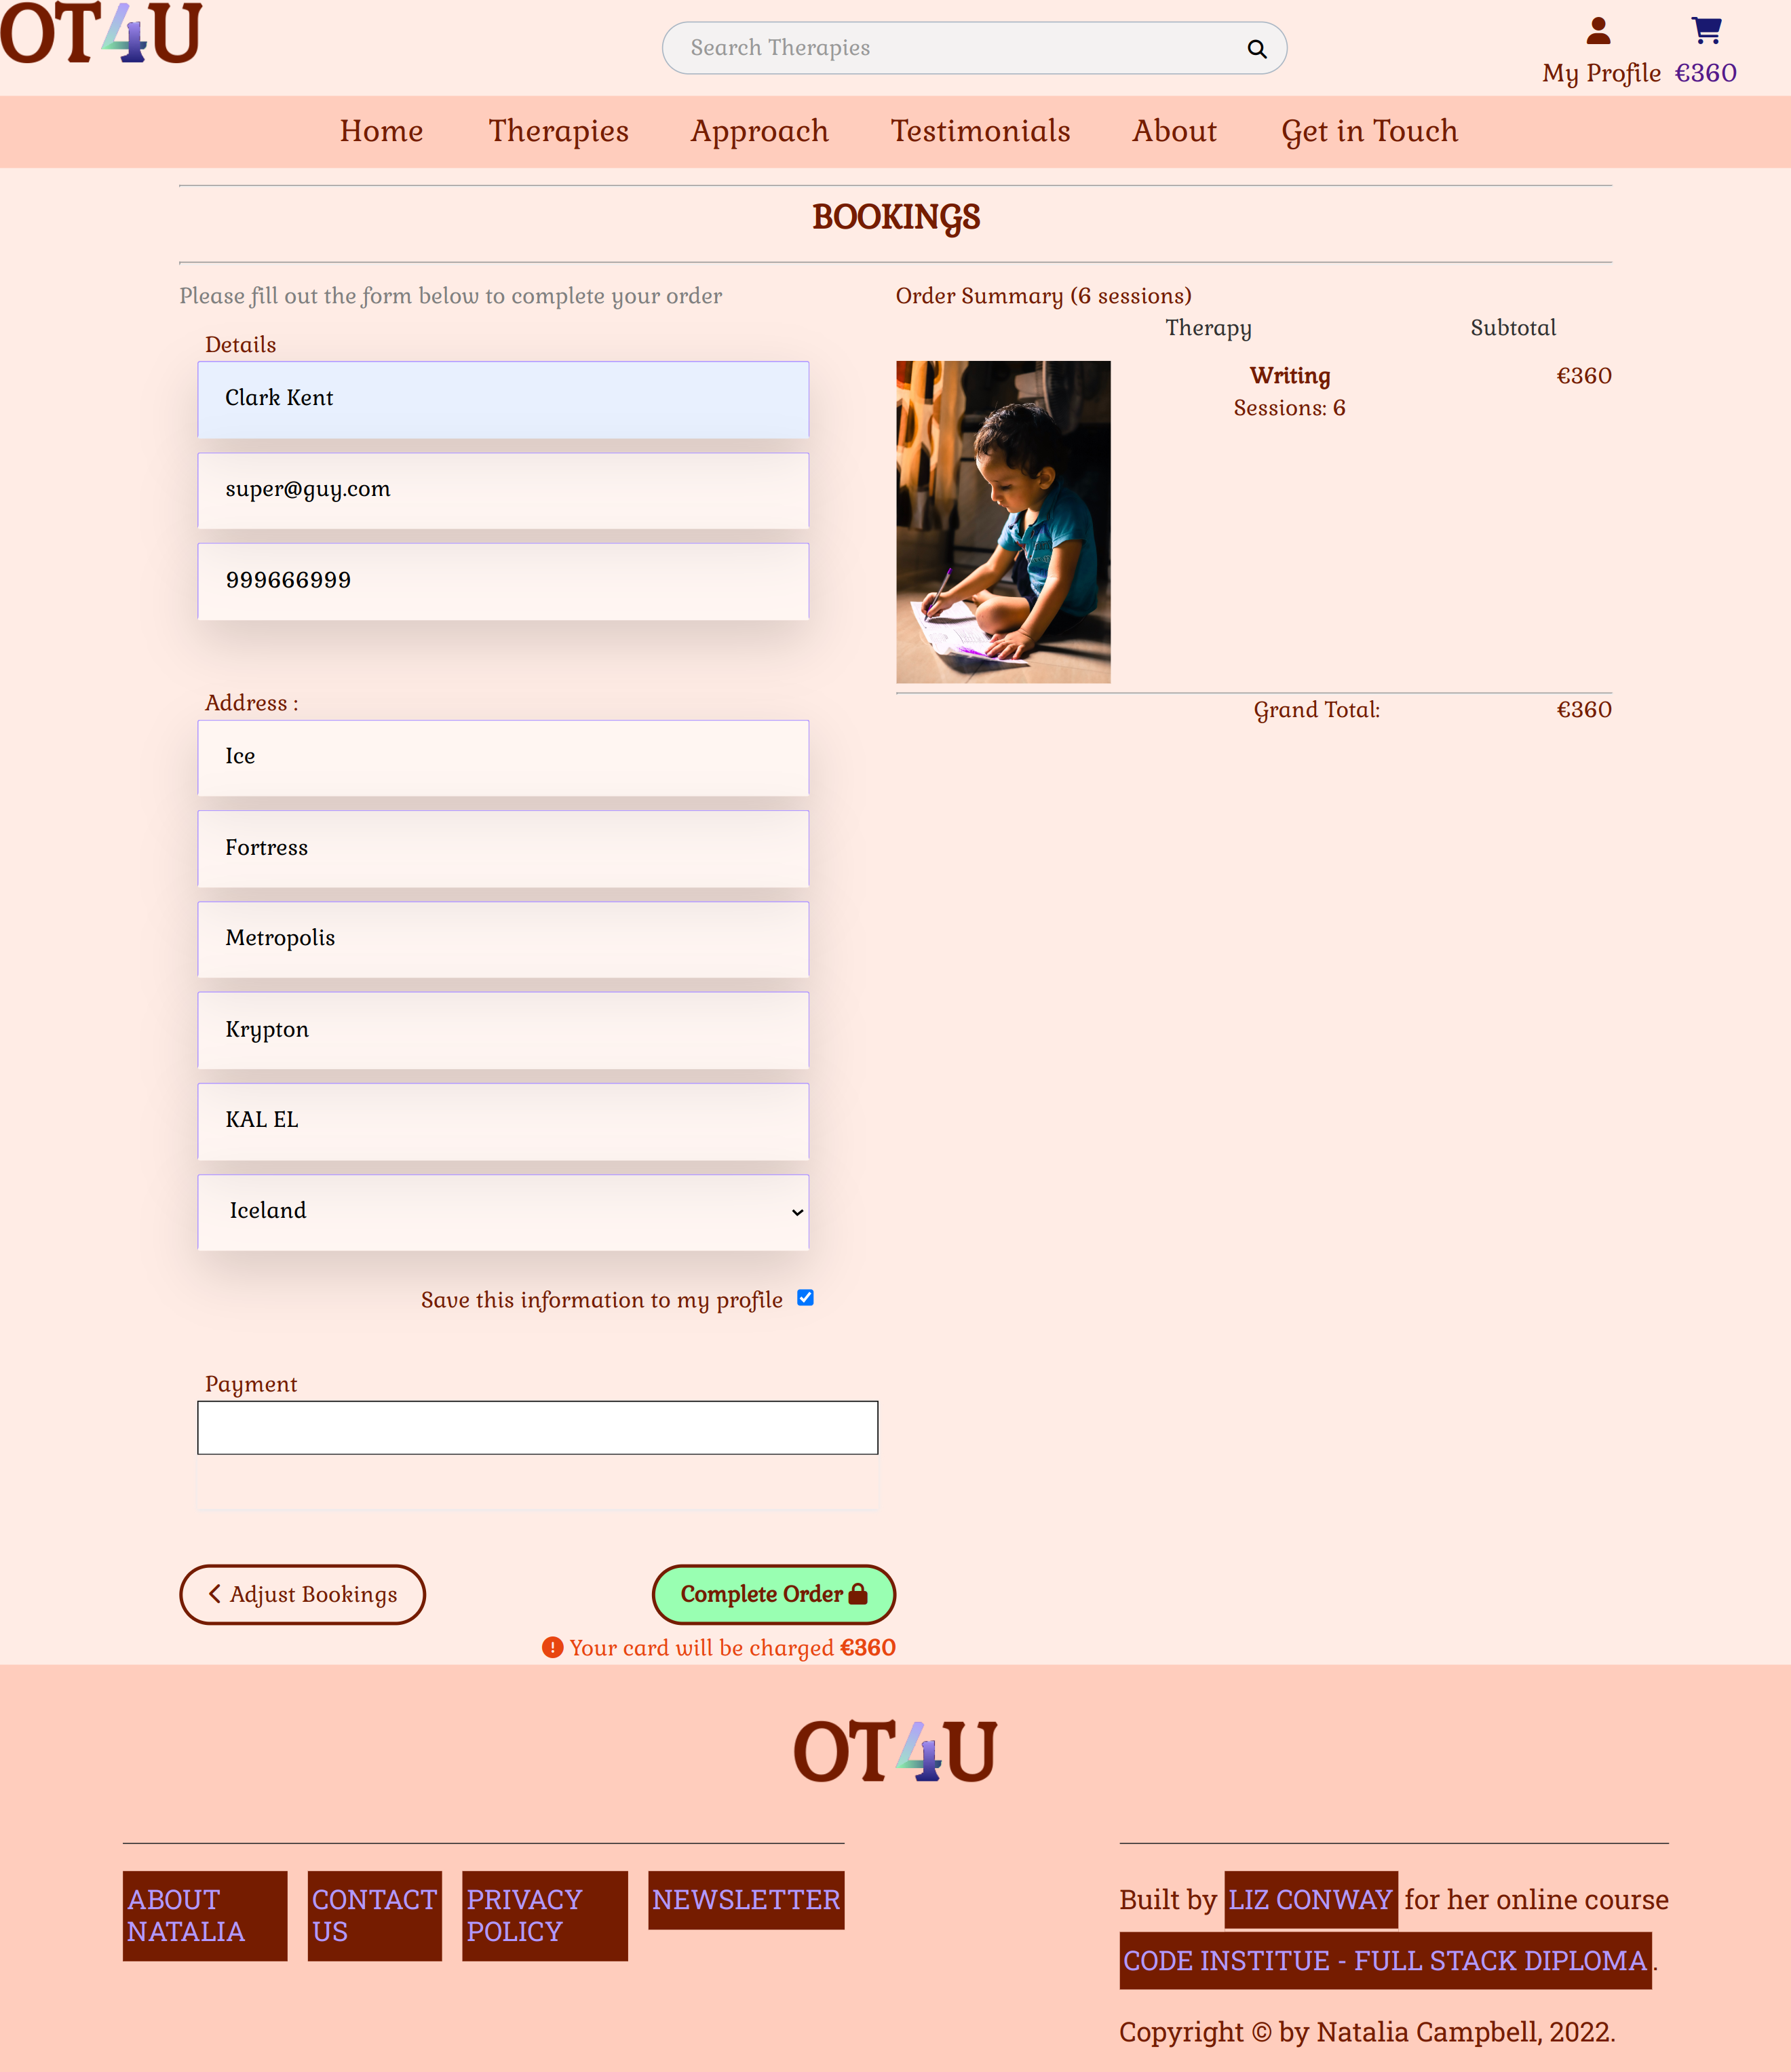 OT4U
Search Therapies
My Profile
€360
Home
Therapies
Approach
Testimonials
About
Get in Touch
BOOKINGS
Please fill out the form below to complete your order
Details
Clark Kent
super@guy.com
999666999
Address :
Ice
Fortress
Metropolis
Krypton
KAL EL
Iceland
Save this information to my profile
Payment
Adjust Bookings
Complete Order
Your card will be charged €360
Order Summary (6 sessions)
Therapy
Subtotal
Writing
€360
Sessions: 6
Grand Total:
€360
OT4U
ABOUT
NATALIA
CONTACT
US
PRIVACY
POLICY
NEWSLETTER
Built by LIZ CONWAY for her online course
CODE INSTITUE - FULL STACK DIPLOMA.
Copyright © by Natalia Campbell, 2022.